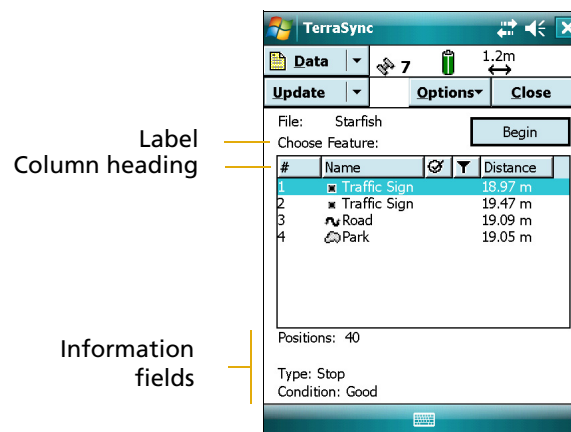 TerraSync
Data
7
1.2m
Update
Options
Close
File: Starfish
Begin
Label
Choose Feature:
Column heading
# Name Distance
1 Traffic Sign 18.97 m
2 Traffic Sign 19.47 m
3 Road 19.09 m
4 Park 19.05 m
Positions: 40
Information
fields
Type: Stop
Condition: Good